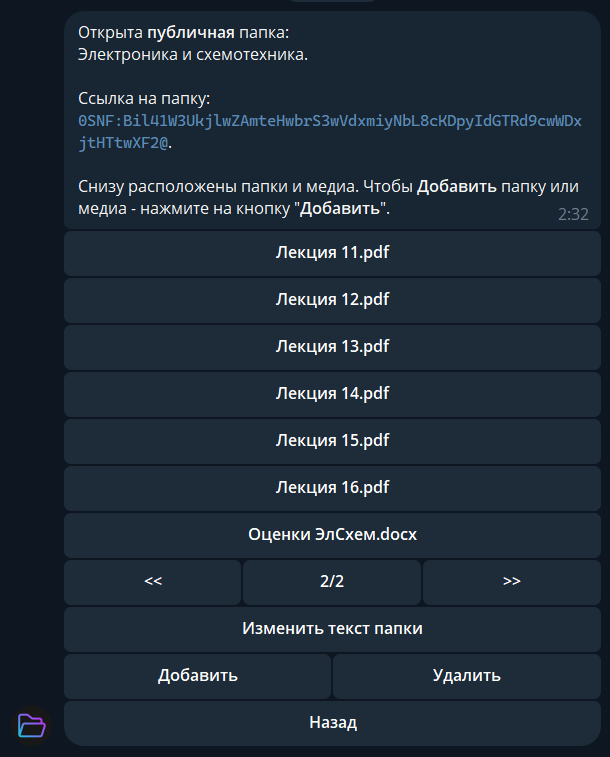 Открыта публичная папка:
Электроника и схемотехника.
Ссылка на папку:
0SNF:Bil41W3UkjlwZAmteHwbrS3wVdxmiyNbL8cKDpyIdGTRd9cwWDx
jtHTtwXF2@.
Снизу расположены папки и медиа. Чтобы Добавить папку или
медиа - нажмите на кнопку "Добавить".
2:32
Лекция 11.pdf
Лекция 12.pdf
Лекция 13.pdf
Лекция 14.pdf
Лекция 15.pdf
Лекция 16.pdf
Оценки ЭлСхем.docx
<< 2/2 >>
Изменить текст папки
Добавить Удалить
Назад